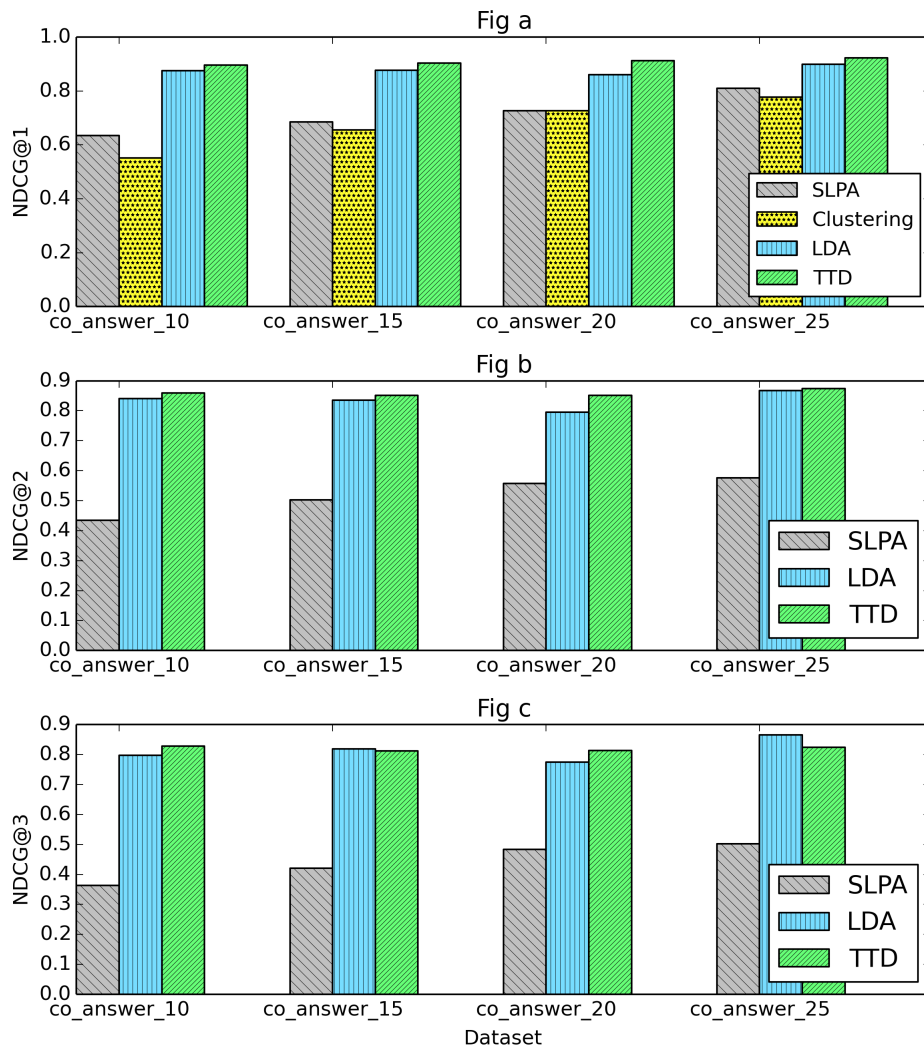 Fig a
1.0
0.8
0.6
0.4
0.2
0.0
NDCG@1
SLPA
Clustering
LDA
TTD
co_answer_10 co_answer_15 co_answer_20 co_answer_25
Fig b
0.9
0.8
0.7
0.6
0.5
0.4
0.3
0.2
0.1
0.0
NDCG@2
SLPA
LDA
TTD
co_answer_10 co_answer_15 co_answer_20 co_answer_25
Fig c
0.9
0.8
0.7
0.6
0.5
0.4
0.3
0.2
0.1
0.0
NDCG@3
SLPA
LDA
TTD
co_answer_10 co_answer_15 co_answer_20 co_answer_25
Dataset